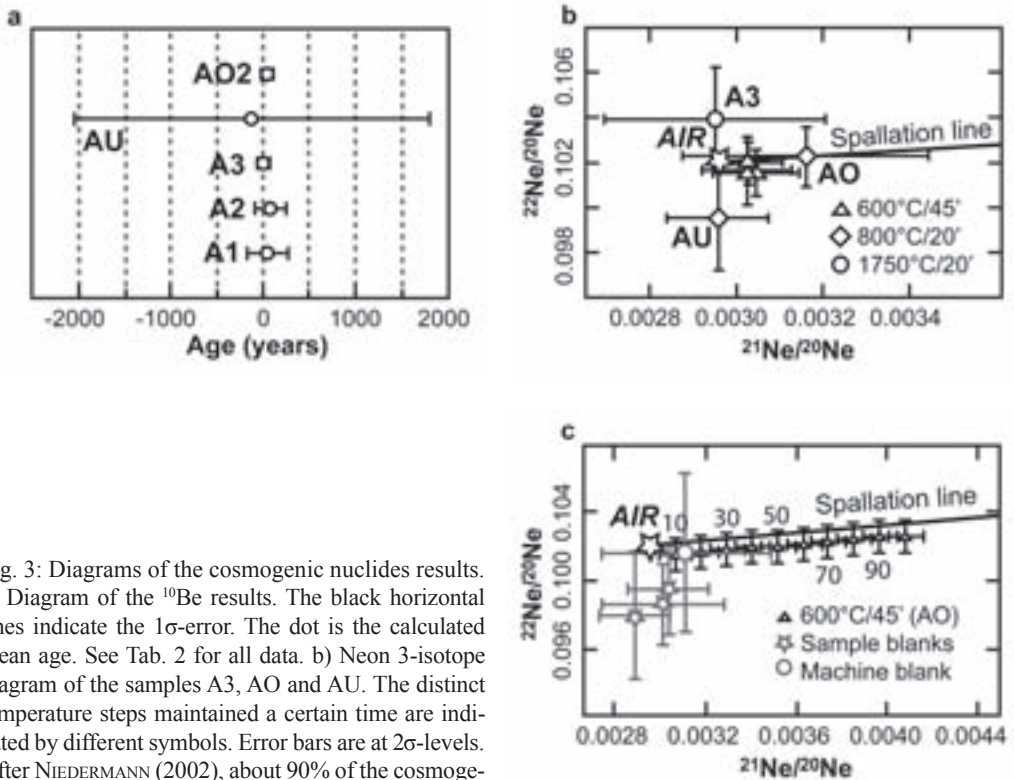 a
AO2
AU
A3
A2
A1
-2000 -1000 0 1000 2000
Age (years)
b
0.106
0.102
0.098
22Ne/20Ne
A3
AIR
Spallation line
AO
AU
600°C/45'
800°C/20'
1750°C/20'
0.0028 0.0030 0.0032 0.0034
21Ne/20Ne
c
0.104
0.100
0.096
22Ne/20Ne
AIR
10 30 50
70 90
Spallation line
600°C/45' (AO)
Sample blanks
Machine blank
0.0028 0.0032 0.0036 0.0040 0.0044
21Ne/20Ne
g. 3: Diagrams of the cosmogenic nuclides results.
Diagram of the 10Be results. The black horizontal
nes indicate the 1σ-error. The dot is the calculated
ean age. See Tab. 2 for all data. b) Neon 3-isotope
agram of the samples A3, AO and AU. The distinct
mperature steps maintained a certain time are indi-
ated by different symbols. Error bars are at 2σ-levels.
fter NIEDERMANN (2002), about 90% of the cosmoge-